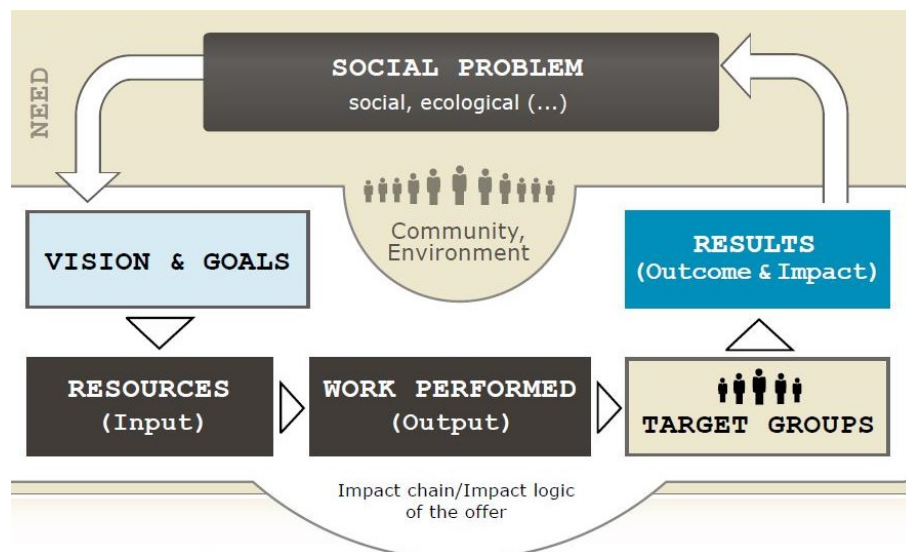 NEED
SOCIAL PROBLEM
social, ecological (...)
Community,
Environment
VISION & GOALS
RESULTS
(Outcome & Impact)
RESOURCES
(Input)
WORK PERFORMED
(Output)
TARGET GROUPS
Impact chain/Impact logic
of the offer